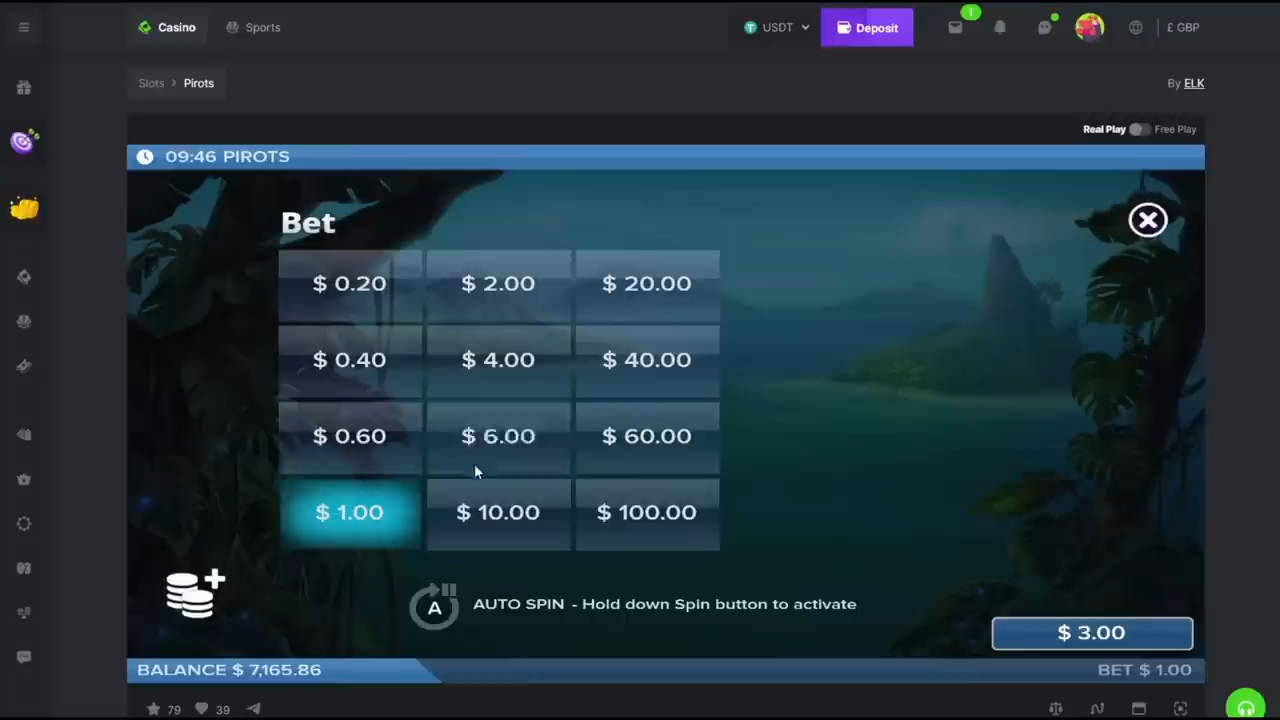 Casino
Sports
USDT
Deposit
1
£ GBP
Slots > Pirots
By ELK
Real Play
Free Play
09:46 PIROTS
Bet
$ 0.20 $ 2.00 $ 20.00
$ 0.40 $ 4.00 $ 40.00
$ 0.60 $ 6.00 $ 60.00
$ 1.00 $ 10.00 $ 100.00
A
AUTO SPIN - Hold down Spin button to activate
$ 3.00
BALANCE $ 7,165.86
BET $ 1.00
79
39